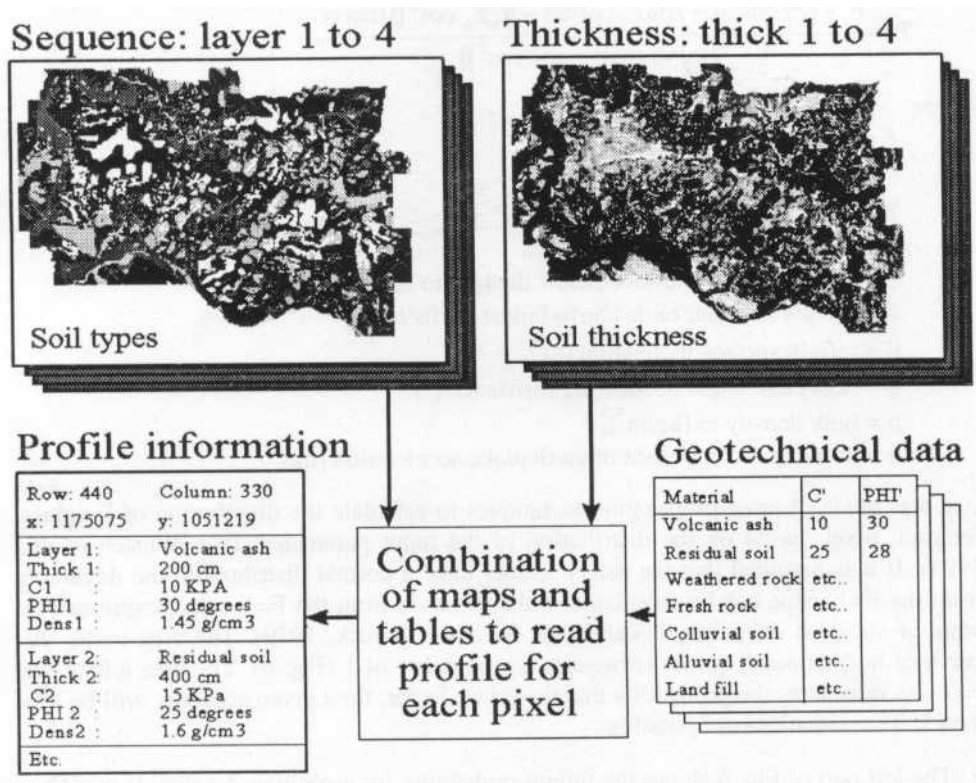 Sequence: layer 1 to 4
Thickness: thick 1 to 4
Soil types
Soil thickness
Profile information
Row: 440 Column: 330
x: 1175075 y: 1051219
Layer 1: Volcanic ash
Thick 1: 200 cm
C1 : 10 KPA
PHI1 : 30 degrees
Dens1 : 1.45 g/cm3
Layer 2: Residual soil
Thick 2: 400 cm
C2 : 15 KPa
PHI 2 : 25 degrees
Dens2 : 1.6 g/cm3
Etc.
Combination
of maps and
tables to read
profile for
each pixel
Geotechnical data
Material C' PHI'
Volcanic ash 10 30
Residual soil 25 28
Weathered rock etc..
Fresh rock etc..
Colluvial soil etc..
Alluvial soil etc.
Land fill etc.